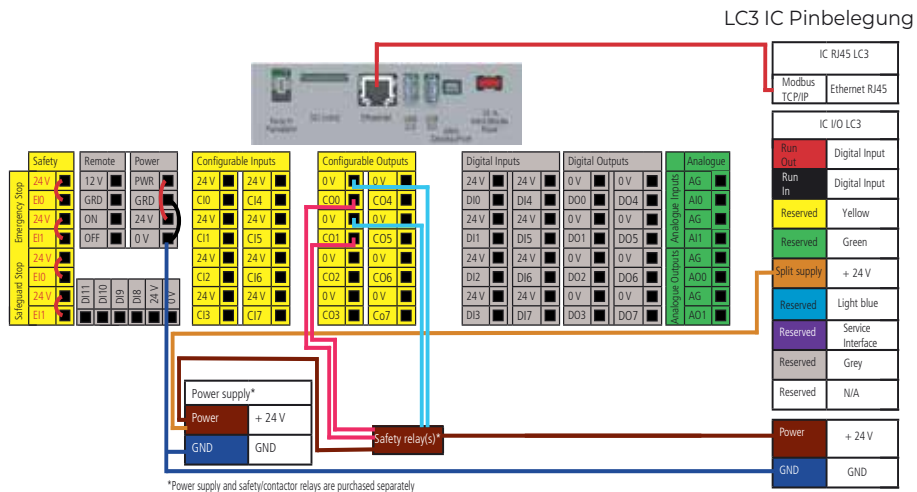 LC3 IC Pinbelegung
IC RJ45 LC3
Modbus
TCP/IP
Ethernet RJ45
SD (mm)
Ethernet
IC I/O LC3
Run
Out
Digital Input
Run
In
Digital Input
Reserved
Yellow
Reserved
Green
Split supply
+ 24 V
Reserved
Light blue
Reserved
Service
Interface
Reserved
Grey
Reserved
N/A
Power
+ 24 V
GND
GND
Safety
Emergency Stop
24 V
EI0
24 V
EI1
Safeguard Stop
24 V
EI0
24 V
EI1
Remote
12 V
GRD
ON
OFF
Power
PWR
GRD
24 V
0 V
DI11
DI10
DI9
DI8
24 V
0V
Configurable Inputs
24 V
24 V
CI0
CI4
24 V
24 V
CI1
CI5
24 V
24 V
CI2
CI6
24 V
24 V
CI3
CI7
Configurable Outputs
0 V
0 V
CO0
CO4
0 V
0 V
CO1
CO5
0 V
0 V
CO2
CO6
0 V
0 V
CO3
Co7
Digital Inputs
24 V
24 V
DI0
DI4
24 V
24 V
DI1
DI5
24 V
24 V
DI2
DI6
24 V
24 V
DI3
DI7
Digital Outputs
0 V
0 V
DO0
DO4
0 V
0 V
DO1
DO5
0 V
0 V
DO2
DO6
0 V
0 V
DO3
DO7
Analogue
Analogue Inputs
AG
AI0
AG
AI1
Analogue Outputs
AG
AO0
AG
AO1
Power supply*
Power
+ 24 V
GND
GND
Safety relay(s)*
*Power supply and safety/contactor relays are purchased separately